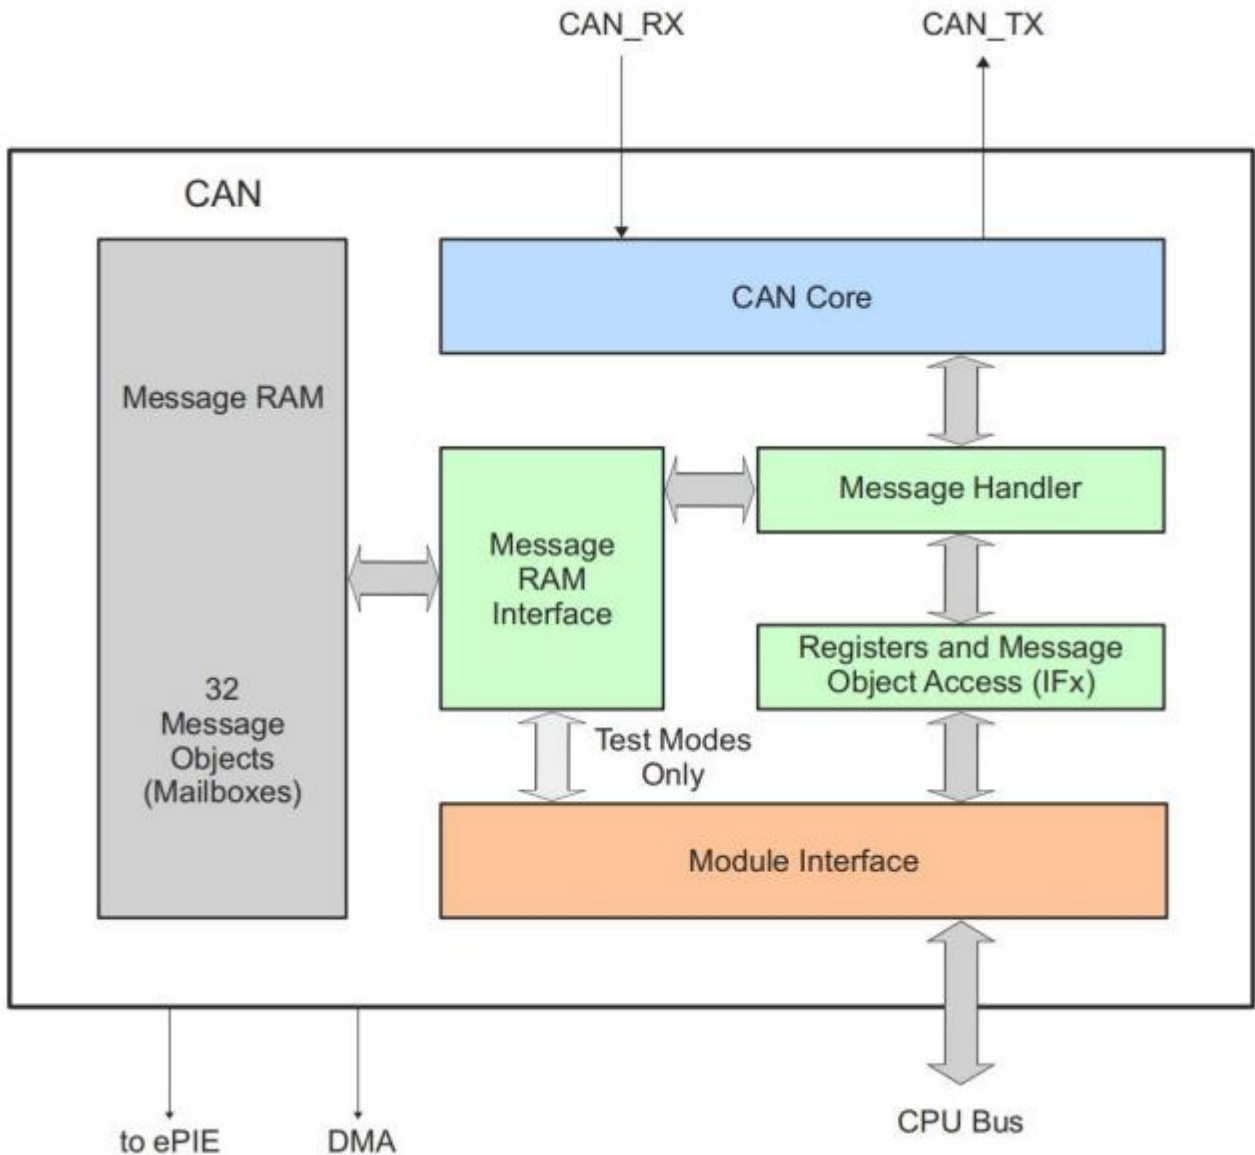 CAN_RX
CAN_TX
CAN
CAN Core
Message RAM
Message Handler
Message
RAM
Interface
Registers and Message
Object Access (IFx)
32
Message
Objects
(Mailboxes)
Test Modes
Only
Module Interface
CPU Bus
to ePIE
DMA